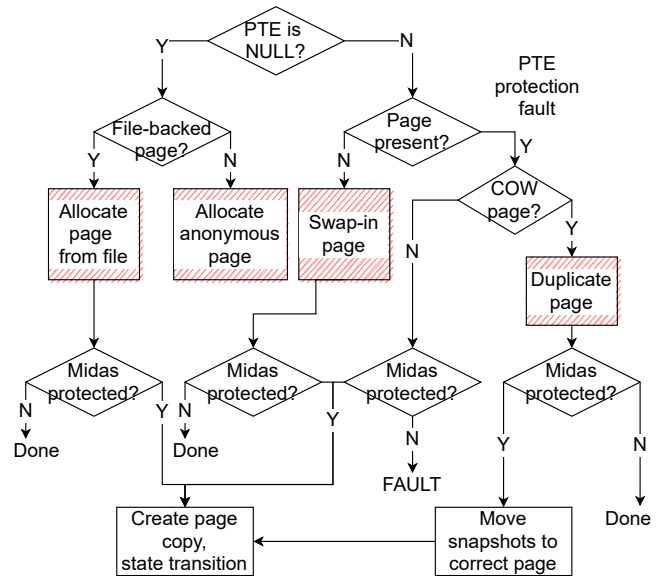 PTE is
NULL?
Y
N
PTE
protection
fault
File-backed
page?
Page
present?
Y
N
N
Y
COW
page?
Allocate
page
from file
Allocate
anonymous
page
Swap-in
page
N
Y
Duplicate
page
Midas
protected?
Midas
protected?
Midas
protected?
Midas
protected?
N
Y
N
Y
N
Y
N
Done
Done
FAULT
Done
Create page
copy,
state transition
Move
snapshots to
correct page